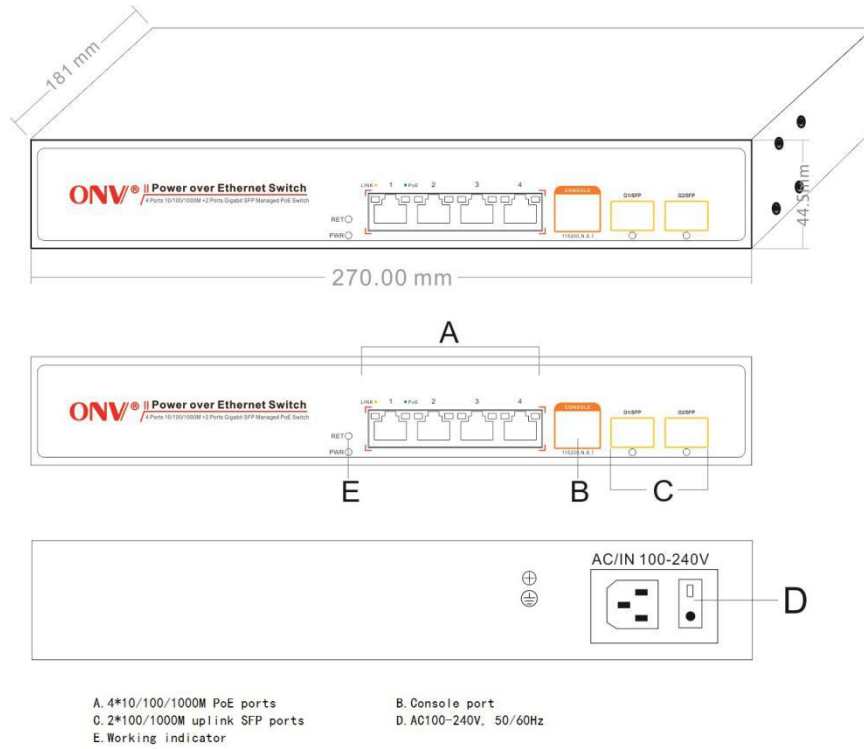 181 mm
ONV® Power over Ethernet Switch
4 Ports 10/100/1000M +2 Ports Gigabit SFP Managed PoE Switch
LINK 1 PoE 2 3 4
CONSOLE
G1/SFP G2/SFP
RET
PWR
115200,N,8,1
44.5mm
270.00 mm
A
ONV® Power over Ethernet Switch
4 Ports 10/100/1000M +2 Ports Gigabit SFP Managed PoE Switch
LINK 1 PoE 2 3 4
CONSOLE
G1/SFP G2/SFP
RET
PWR
115200,N,8,1
E B C
AC/IN 100-240V
D
A. 4*10/100/1000M PoE ports B. Console port
C. 2*100/1000M uplink SFP ports D. AC100-240V, 50/60Hz
E. Working indicator